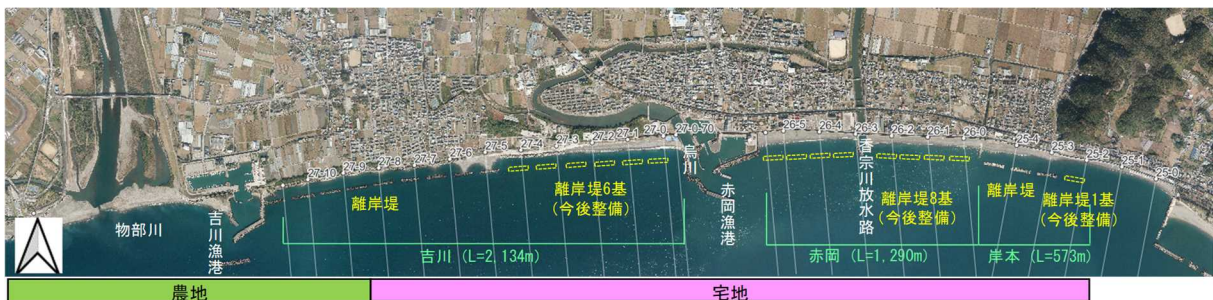 27-10
27-9
27-8
27-7
27-6
27-5
27-4
27-3
27-2
27-1
27-0
27-0-70
26-5
26-4
26-3
26-2
26-1
26-0
25-4
25-3
25-2
25-1
25-0
物部川
吉川漁港
離岸堤
離岸堤6基
(今後整備)
烏川
赤岡漁港
香宗川放水路
離岸堤8基
(今後整備)
離岸堤
離岸堤1基
(今後整備)
吉川 (L=2,134m)
赤岡 (L=1,290m)
岸本 (L=573m)
農地
宅地